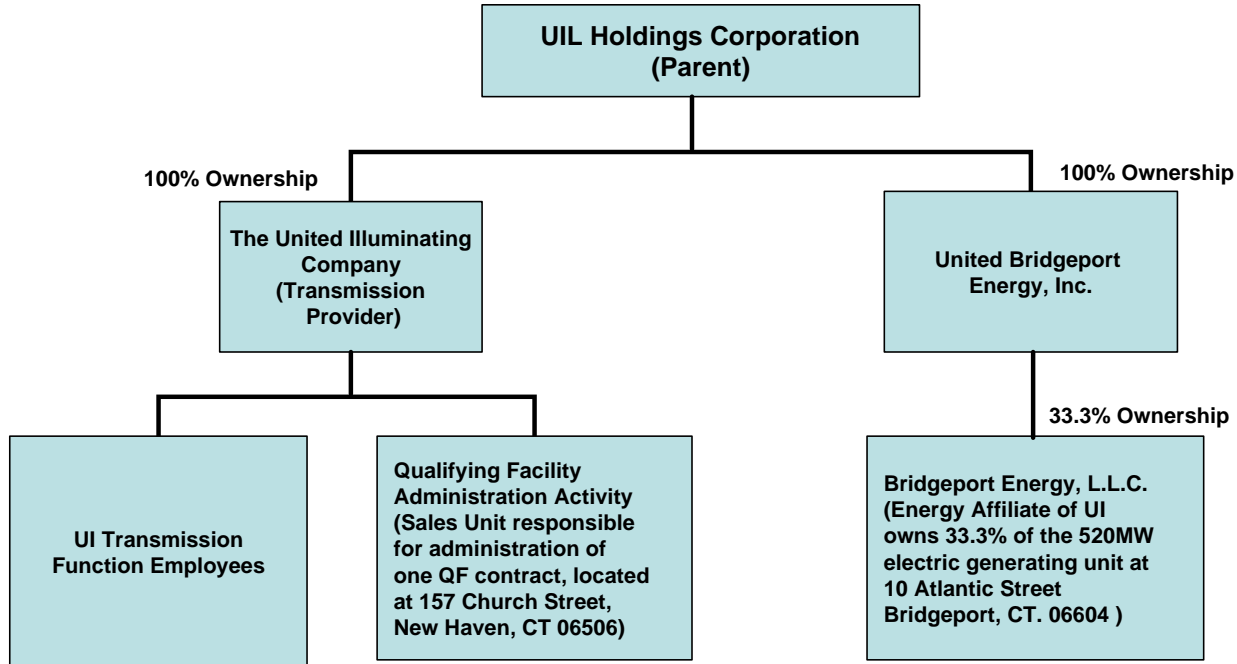 UIL Holdings Corporation
(Parent)
100% Ownership
100% Ownership
The United Illuminating
Company
(Transmission
Provider)
United Bridgeport
Energy, Inc.
33.3% Ownership
UI Transmission
Function Employees
Qualifying Facility
Administration Activity
(Sales Unit responsible
for administration of
one QF contract, located
at 157 Church Street,
New Haven, CT 06506)
Bridgeport Energy, L.L.C.
(Energy Affiliate of UI
owns 33.3% of the 520MW
electric generating unit at
10 Atlantic Street
Bridgeport, CT. 06604 )